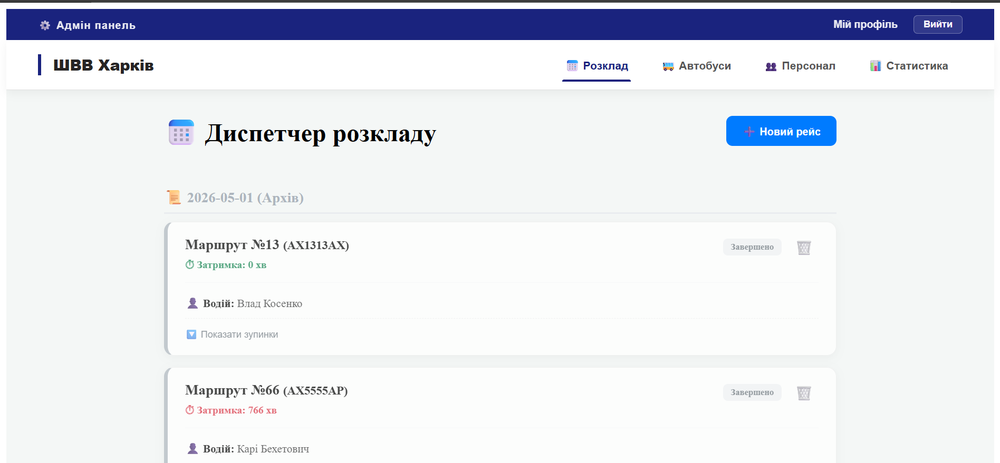 Адмін панель
Мій профіль
Вийти
ШВВ Харків
Розклад
Автобуси
Персонал
Статистика
Диспетчер розкладу
Новий рейс
2026-05-01 (Архів)
Маршрут №13 (АХ1313АХ)
Завершено
Затримка: 0 хв
Водій: Влад Косенко
Показати зупинки
Маршрут №66 (АХ5555АР)
Завершено
Затримка: 766 хв
Водій: Карі Бехетович